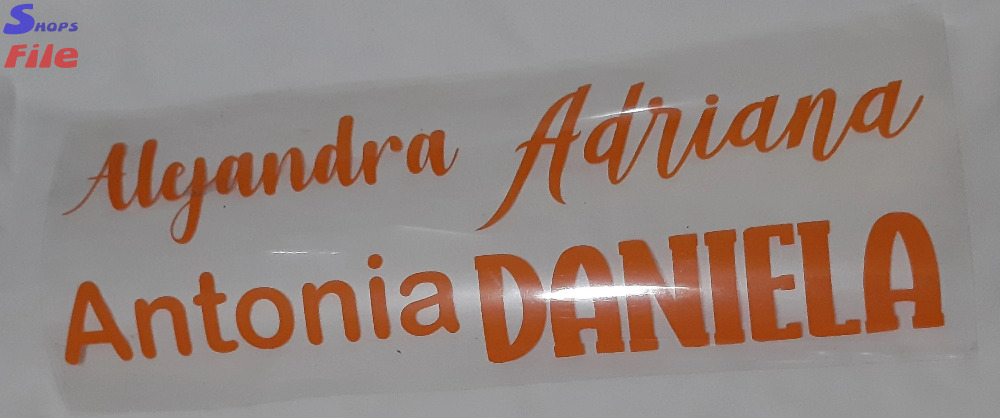 Shops
File
Alejandra Adriana
Antonia DANIELA